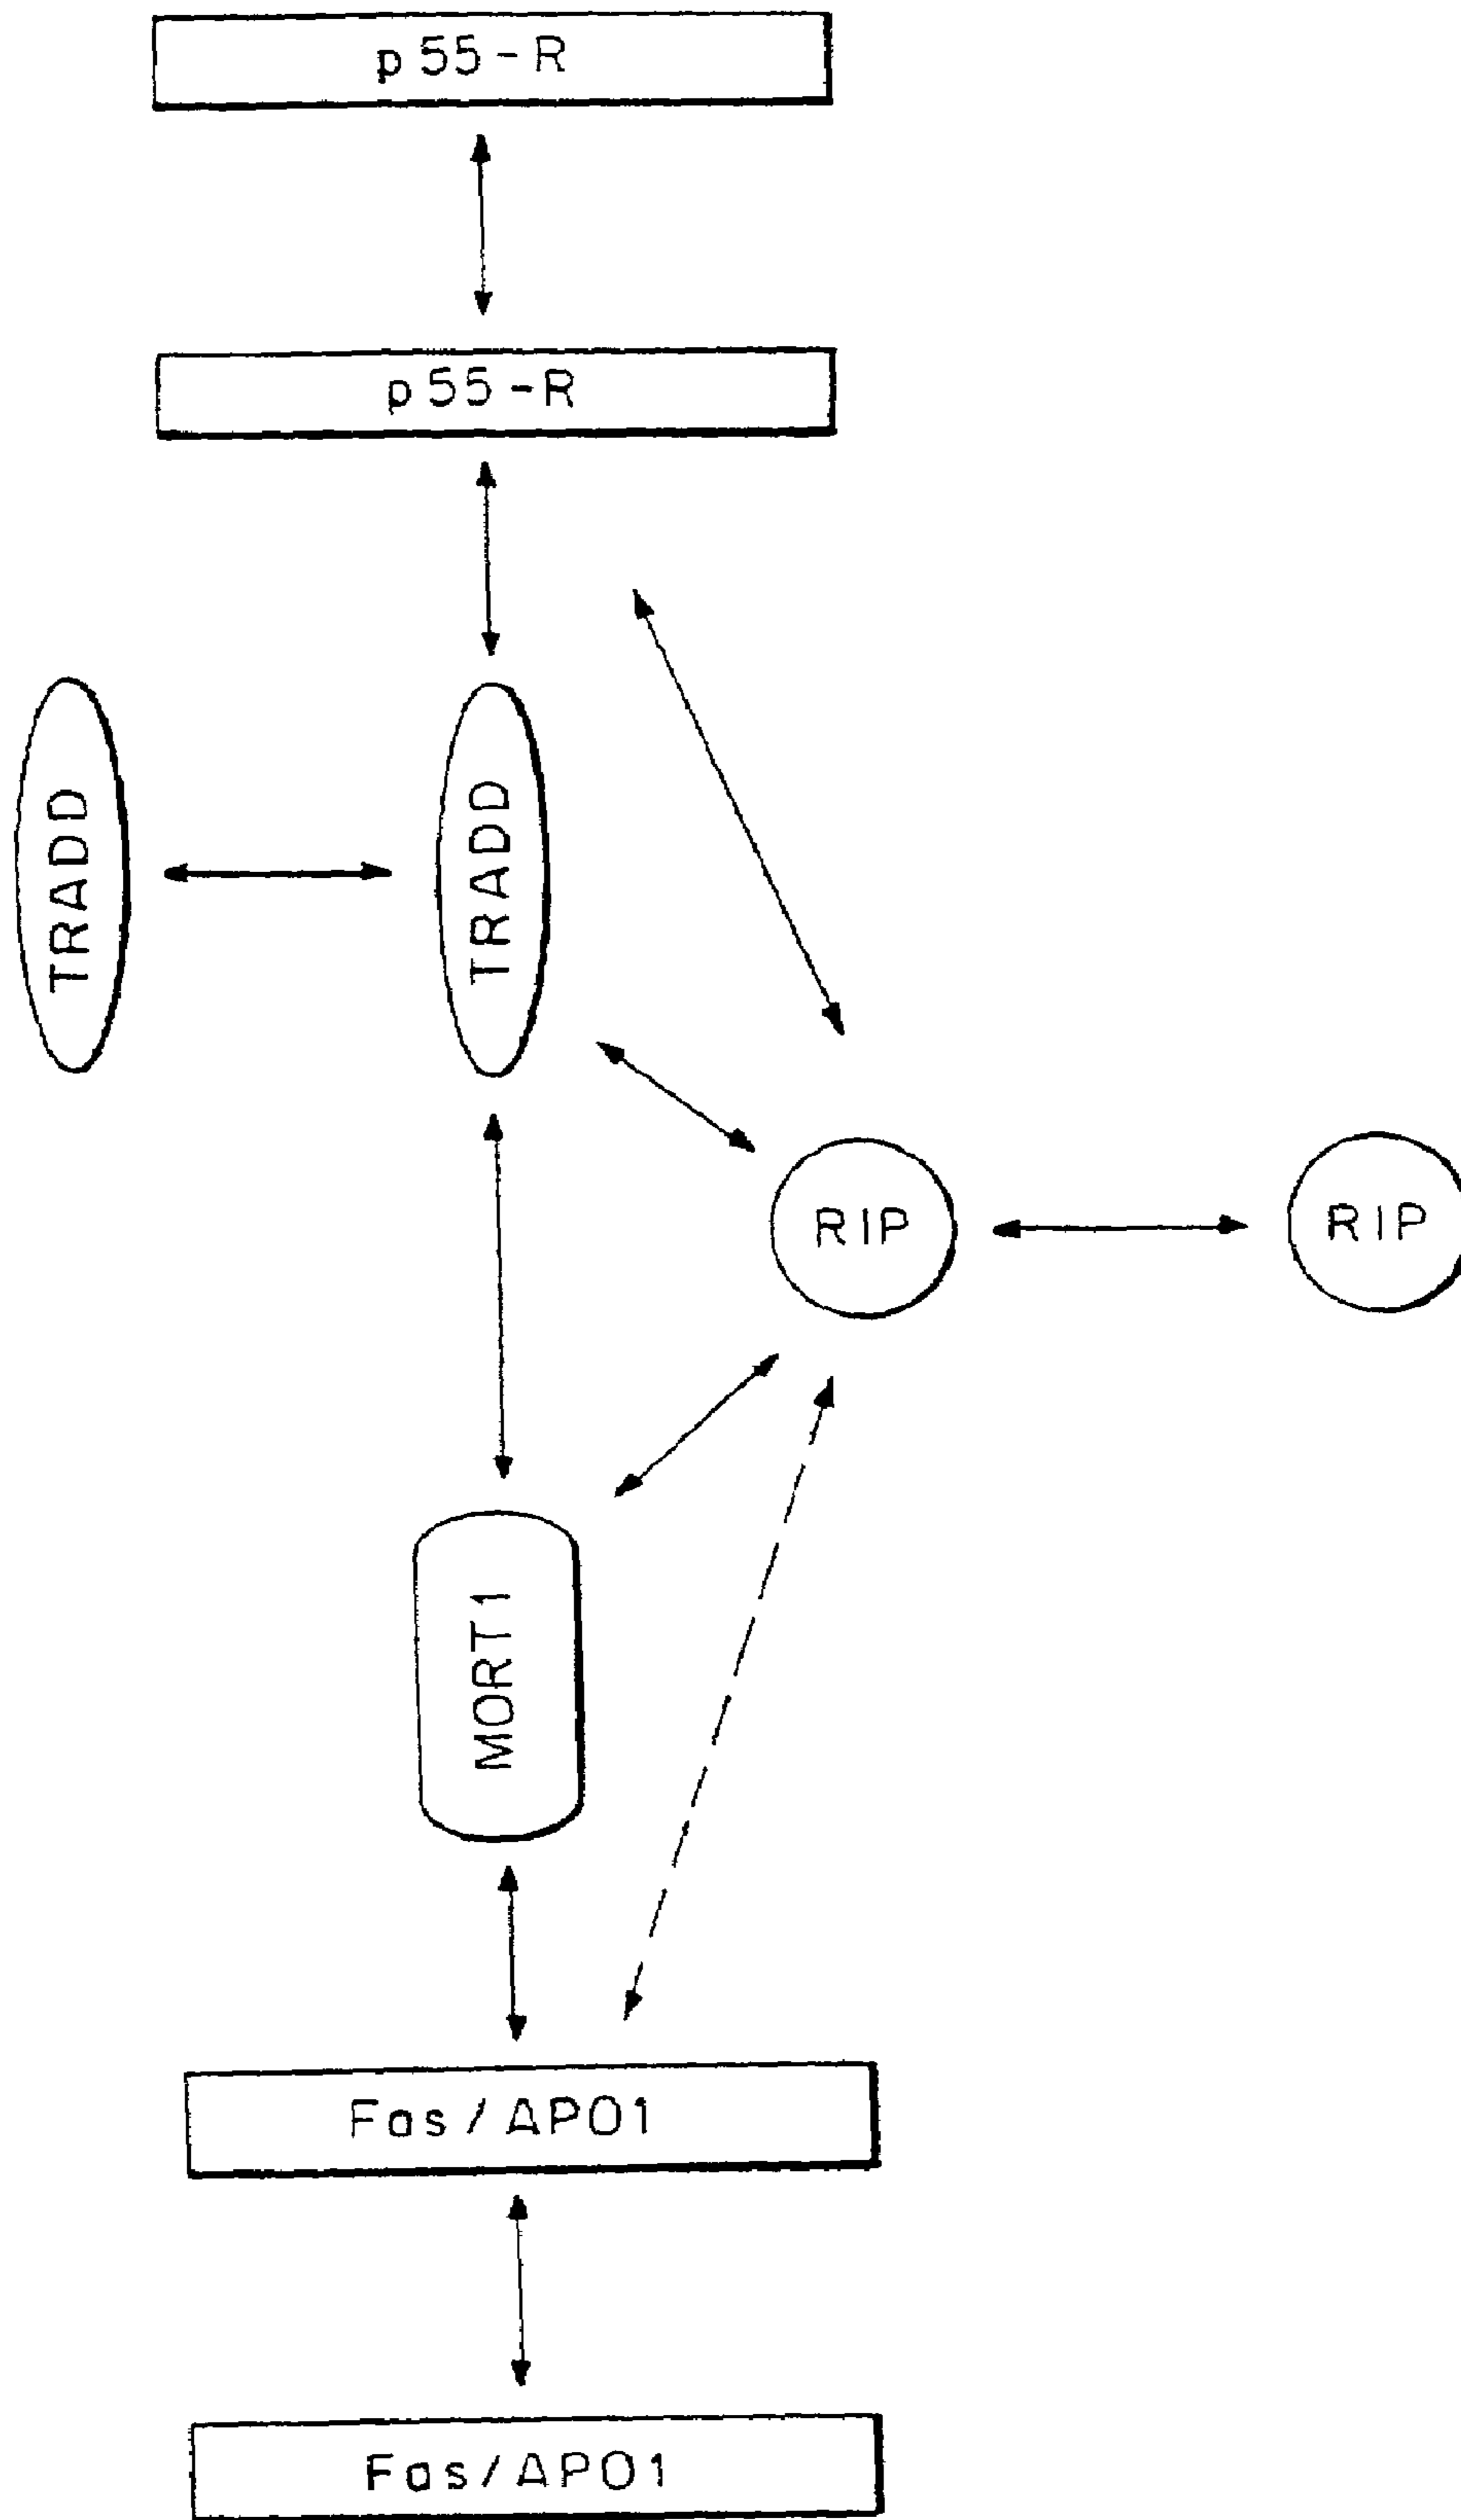 p55-R
p55-R
TRADD
TRADD
RIP
RIP
MORT1
Fas/APO1
Fas/APO1